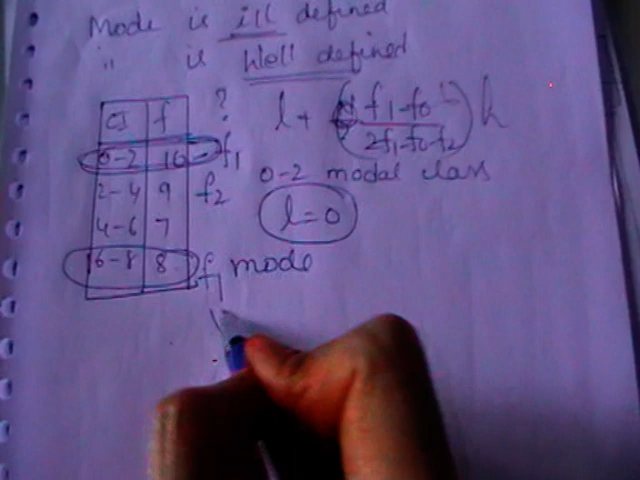 Mode is ill defined
" is Well defined
CI f ?
l + (f1-f0 / 2f1-f0-f2) h
0-2 10 - f1
0-2 modal class
2-4 9 f2
4-6 7
l=0
6-8 8 f1 mode